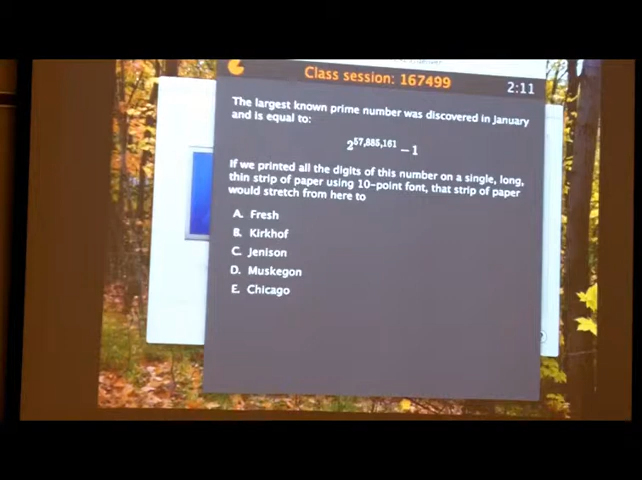 Class session: 167499
2:11
The largest known prime number was discovered in January
and is equal to:
2^57,885,161 – 1
If we printed all the digits of this number on a single, long,
thin strip of paper using 10-point font, that strip of paper
would stretch from here to
A. Fresh
B. Kirkhof
C. Jenison
D. Muskegon
E. Chicago